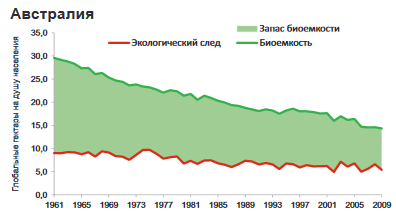 Австралия
Запас биоемкости
Экологический след
Биоемкость
Глобальные гектары на душу населения
35,0
30,0
25,0
20,0
15,0
10,0
5,0
0,0
1961 1965 1969 1973 1977 1981 1985 1989 1993 1997 2001 2005 2009